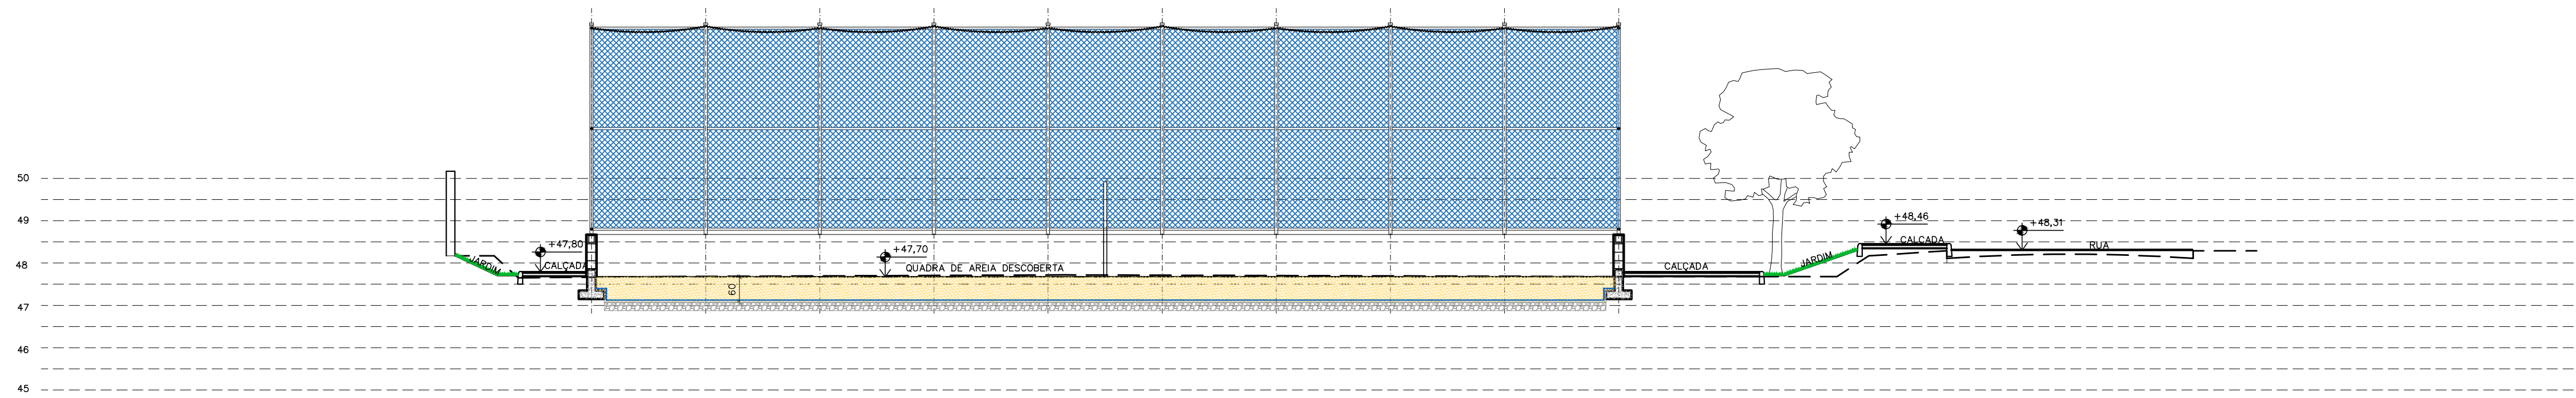 50
49
48
47
46
45
JARDIM
+47,80
CALÇADA
+47,70
QUADRA DE AREIA DESCOBERTA
60
CALÇADA
JARDIM
+48,46
CALÇADA
+48,31
RUA